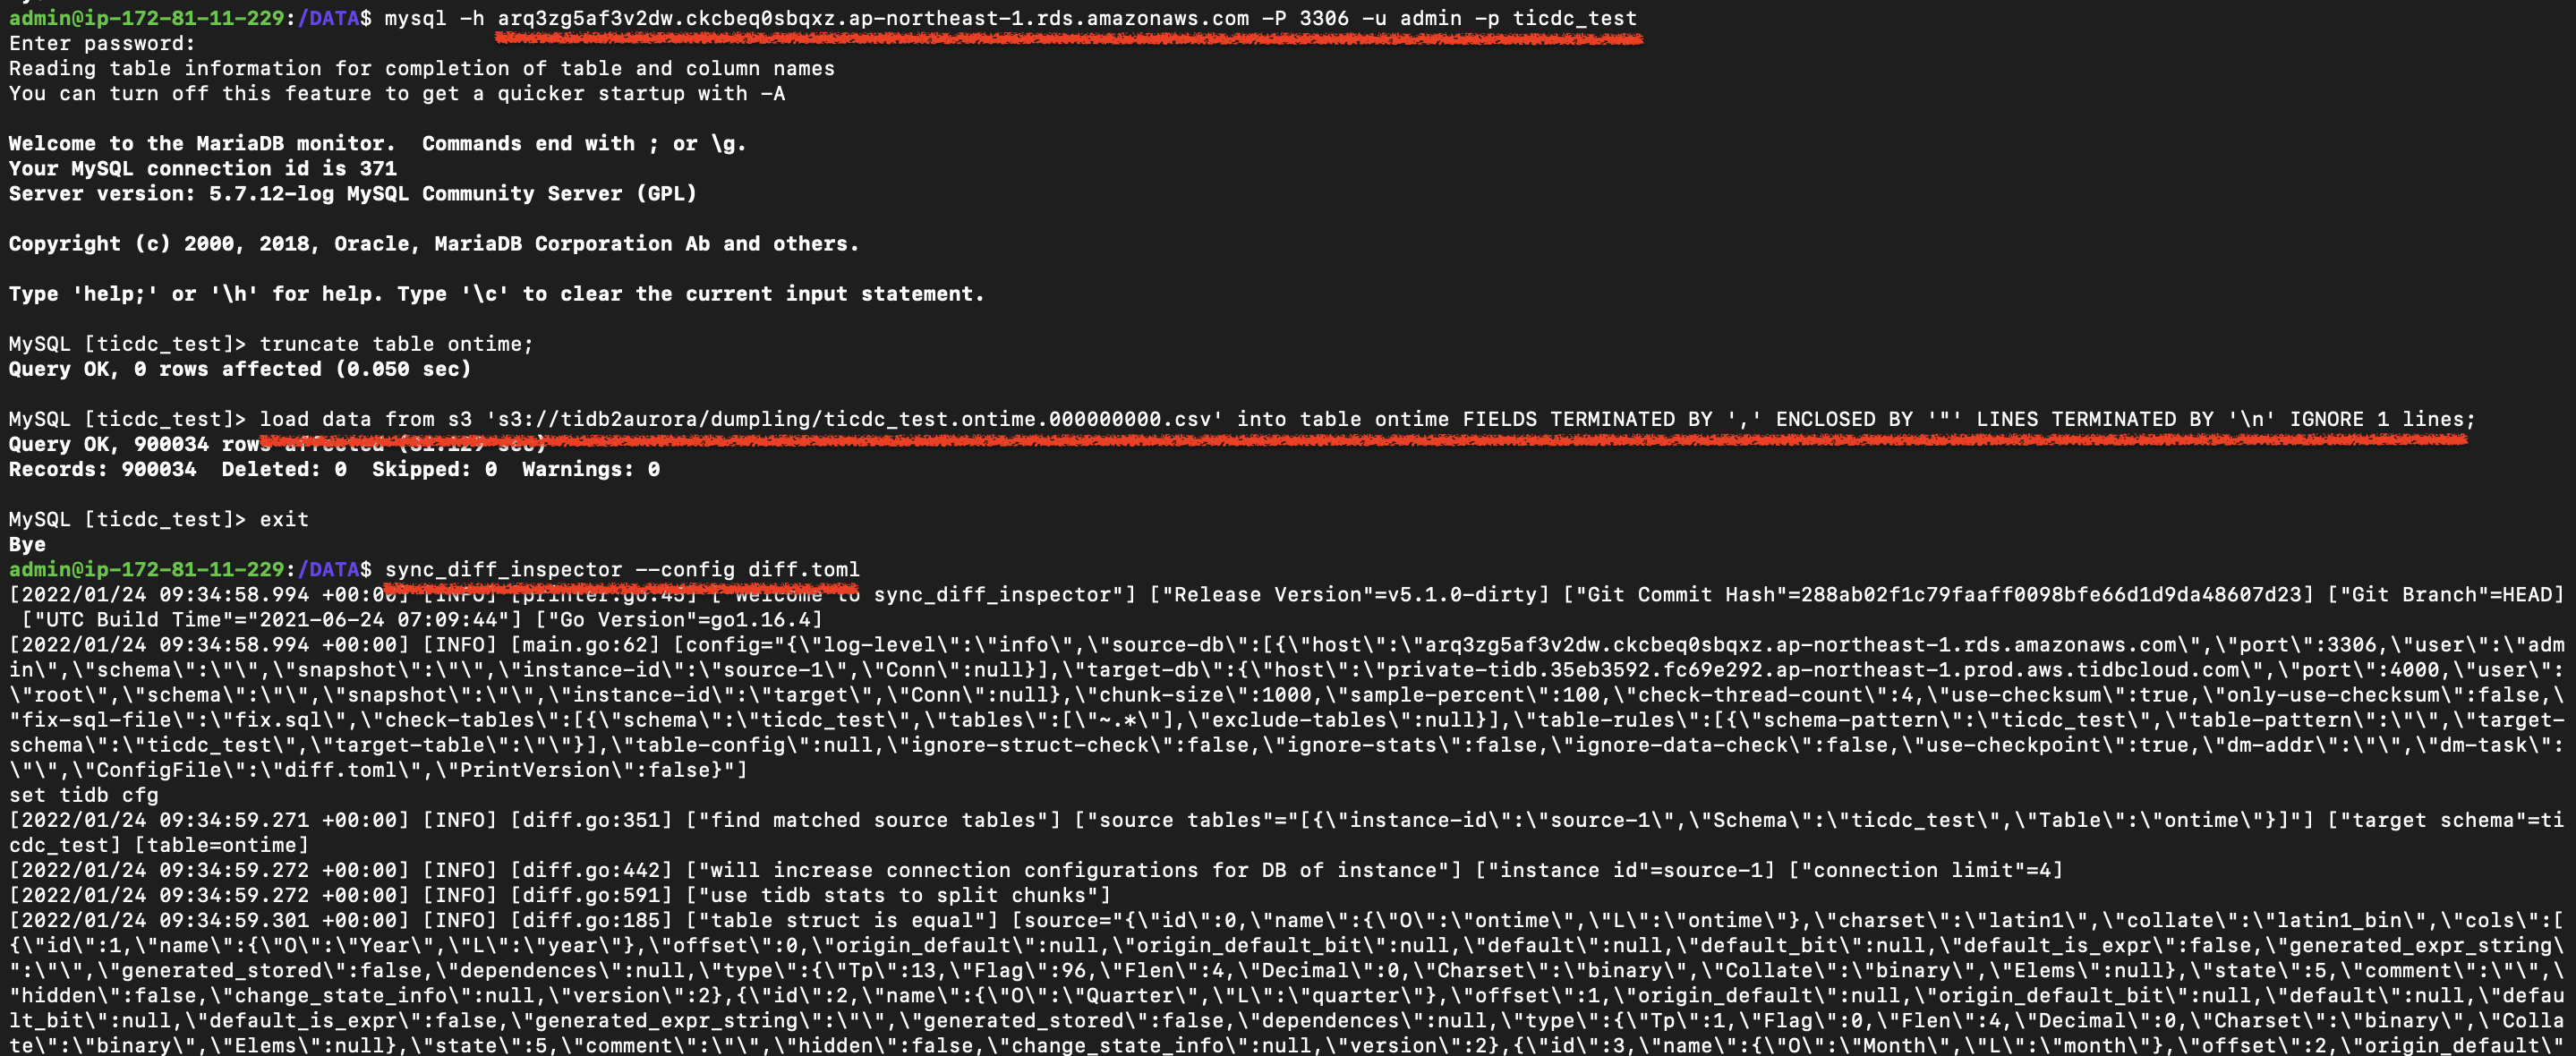 admin@ip-172-81-11-229:/DATA$ mysql -h arq3zg5af3v2dw.ckcbeq0sbqxz.ap-northeast-1.rds.amazonaws.com -P 3306 -u admin -p ticdc_test
Enter password:
Reading table information for completion of table and column names
You can turn off this feature to get a quicker startup with -A
Welcome to the MariaDB monitor.  Commands end with ; or \g.
Your MySQL connection id is 371
Server version: 5.7.12-log MySQL Community Server (GPL)
Copyright (c) 2000, 2018, Oracle, MariaDB Corporation Ab and others.
Type 'help;' or '\h' for help. Type '\c' to clear the current input statement.
MySQL [ticdc_test]> truncate table ontime;
Query OK, 0 rows affected (0.050 sec)
MySQL [ticdc_test]> load data from s3 's3://tidb2aurora/dumpling/ticdc_test.ontime.000000000.csv' into table ontime FIELDS TERMINATED BY ',' ENCLOSED BY '"' LINES TERMINATED BY '\n' IGNORE 1 lines;
Query OK, 900034 rows affected (31.129 sec)
Records: 900034  Deleted: 0  Skipped: 0  Warnings: 0
MySQL [ticdc_test]> exit
Bye
admin@ip-172-81-11-229:/DATA$ sync_diff_inspector --config diff.toml
[2022/01/24 09:34:58.994 +00:00] [INFO] [printer.go:45] ["Welcome to sync_diff_inspector"] ["Release Version"=v5.1.0-dirty] ["Git Commit Hash"=288ab02f1c79faaff0098bfe66d1d9da48607d23] ["Git Branch"=HEAD]
["UTC Build Time"="2021-06-24 07:09:44"] ["Go Version"=go1.16.4]
[2022/01/24 09:34:58.994 +00:00] [INFO] [main.go:62] [config="{\"log-level\":\"info\",\"source-db\":[{\"host\":\"arq3zg5af3v2dw.ckcbeq0sbqxz.ap-northeast-1.rds.amazonaws.com\",\"port\":3306,\"user\":\"adm
in\",\"schema\":\"\",\"snapshot\":\"\",\"instance-id\":\"source-1\",\"Conn\":null}],\"target-db\":{\"host\":\"private-tidb.35eb3592.fc69e292.ap-northeast-1.prod.aws.tidbcloud.com\",\"port\":4000,\"user\":
\"root\",\"schema\":\"\",\"snapshot\":\"\",\"instance-id\":\"target\",\"Conn\":null},\"chunk-size\":1000,\"sample-percent\":100,\"check-thread-count\":4,\"use-checksum\":true,\"only-use-checksum\":false,\
"fix-sql-file\":\"fix.sql\",\"check-tables\":[{\"schema\":\"ticdc_test\",\"tables\":[\"~.*\"],\"exclude-tables\":null}],\"table-rules\":[{\"schema-pattern\":\"ticdc_test\",\"table-pattern\":\"\",\"target-
schema\":\"ticdc_test\",\"target-table\":\"\"}],\"table-config\":null,\"ignore-struct-check\":false,\"ignore-stats\":false,\"ignore-data-check\":false,\"use-checkpoint\":true,\"dm-addr\":\"\",\"dm-task\":
\"\",\"ConfigFile\":\"diff.toml\",\"PrintVersion\":false}"]
set tidb cfg
[2022/01/24 09:34:59.271 +00:00] [INFO] [diff.go:351] ["find matched source tables"] ["source tables"="[{\"instance-id\":\"source-1\",\"Schema\":\"ticdc_test\",\"Table\":\"ontime\"}]"] ["target schema"=ti
cdc_test] [table=ontime]
[2022/01/24 09:34:59.272 +00:00] [INFO] [diff.go:442] ["will increase connection configurations for DB of instance"] ["instance id"=source-1] ["connection limit"=4]
[2022/01/24 09:34:59.272 +00:00] [INFO] [diff.go:591] ["use tidb stats to split chunks"]
[2022/01/24 09:34:59.301 +00:00] [INFO] [diff.go:185] ["table struct is equal"] [source="{\"id\":0,\"name\":{\"O\":\"ontime\",\"L\":\"ontime\"},\"charset\":\"latin1\",\"collate\":\"latin1_bin\",\"cols\":[
{\"id\":1,\"name\":{\"O\":\"Year\",\"L\":\"year\"},\"offset\":0,\"origin_default\":null,\"origin_default_bit\":null,\"default\":null,\"default_bit\":null,\"default_is_expr\":false,\"generated_expr_string\
":\"\",\"generated_stored\":false,\"dependences\":null,\"type\":{\"Tp\":13,\"Flag\":96,\"Flen\":4,\"Decimal\":0,\"Charset\":\"binary\",\"Collate\":\"binary\",\"Elems\":null},\"state\":5,\"comment\":\"\",\
"hidden\":false,\"change_state_info\":null,\"version\":2},{\"id\":2,\"name\":{\"O\":\"Quarter\",\"L\":\"quarter\"},\"offset\":1,\"origin_default\":null,\"origin_default_bit\":null,\"default\":null,\"defau
lt_bit\":null,\"default_is_expr\":false,\"generated_expr_string\":\"\",\"generated_stored\":false,\"dependences\":null,\"type\":{\"Tp\":1,\"Flag\":0,\"Flen\":4,\"Decimal\":0,\"Charset\":\"binary\",\"Colla
te\":\"binary\",\"Elems\":null},\"state\":5,\"comment\":\"\",\"hidden\":false,\"change_state_info\":null,\"version\":2},{\"id\":3,\"name\":{\"O\":\"Month\",\"L\":\"month\"},\"offset\":2,\"origin_default\"